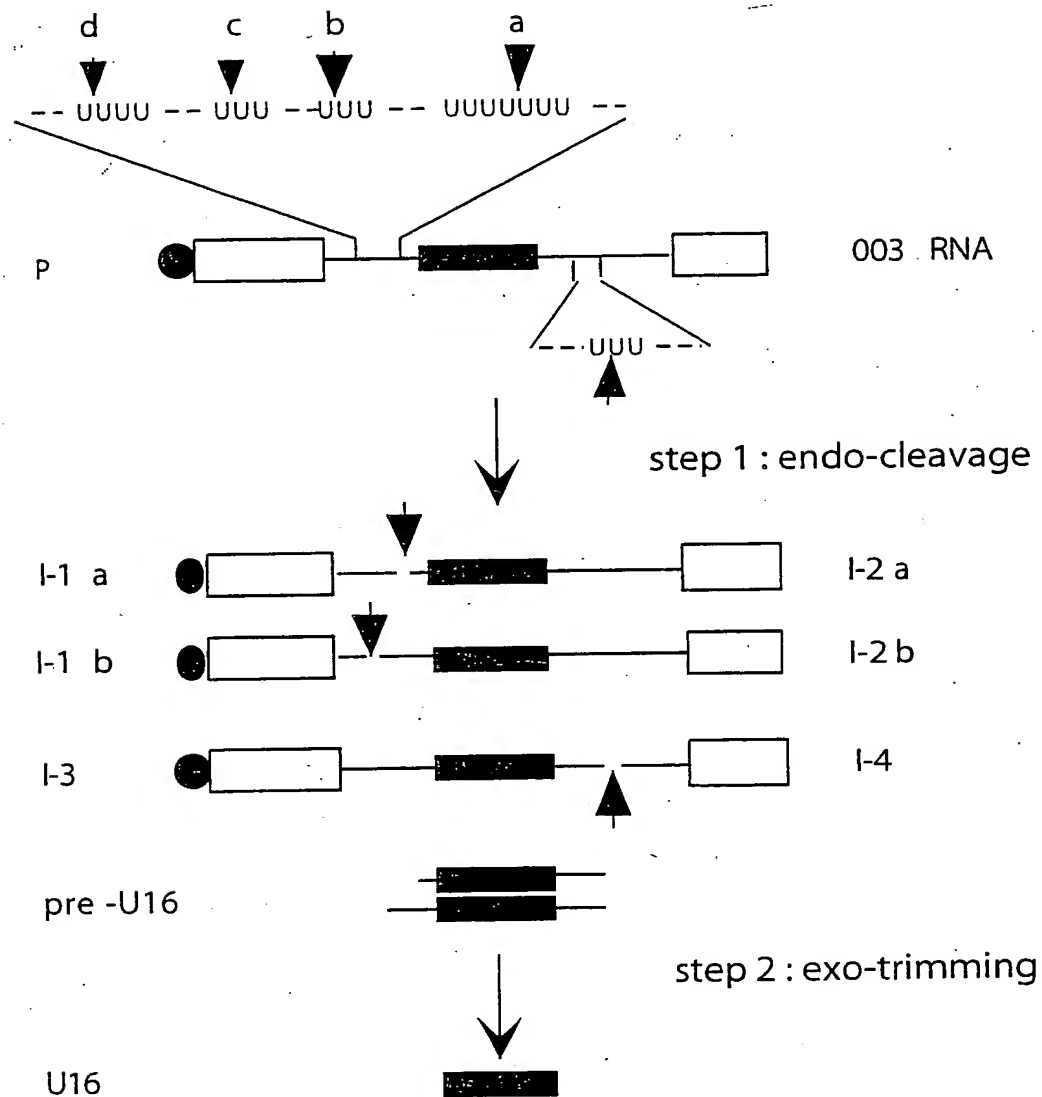 d c b a
-- UUUU -- UUU --UUU -- UUUUUUU --
P 003 RNA
--- UUU ---
step 1 : endo-cleavage
I-1 a I-2 a
I-1 b I-2 b
I-3 I-4
pre -U16
step 2 : exo-trimming
U16